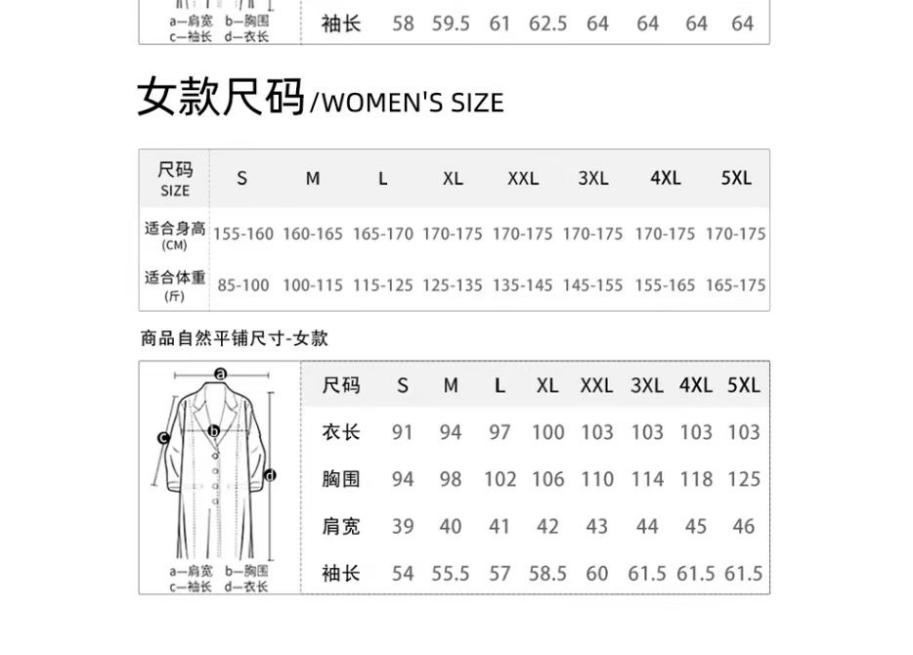 a—肩宽 b—胸围
c—袖长 d—衣长
袖长 58 59.5 61 62.5 64 64 64 64
女款尺码/WOMEN'S SIZE
尺码 SIZE S M L XL XXL 3XL 4XL 5XL
适合身高 (CM) 155-160 160-165 165-170 170-175 170-175 170-175 170-175 170-175
适合体重 (斤) 85-100 100-115 115-125 125-135 135-145 145-155 155-165 165-175
商品自然平铺尺寸-女款
a
b
c
d
a—肩宽 b—胸围
c—袖长 d—衣长
尺码 S M L XL XXL 3XL 4XL 5XL
衣长 91 94 97 100 103 103 103 103
胸围 94 98 102 106 110 114 118 125
肩宽 39 40 41 42 43 44 45 46
袖长 54 55.5 57 58.5 60 61.5 61.5 61.5